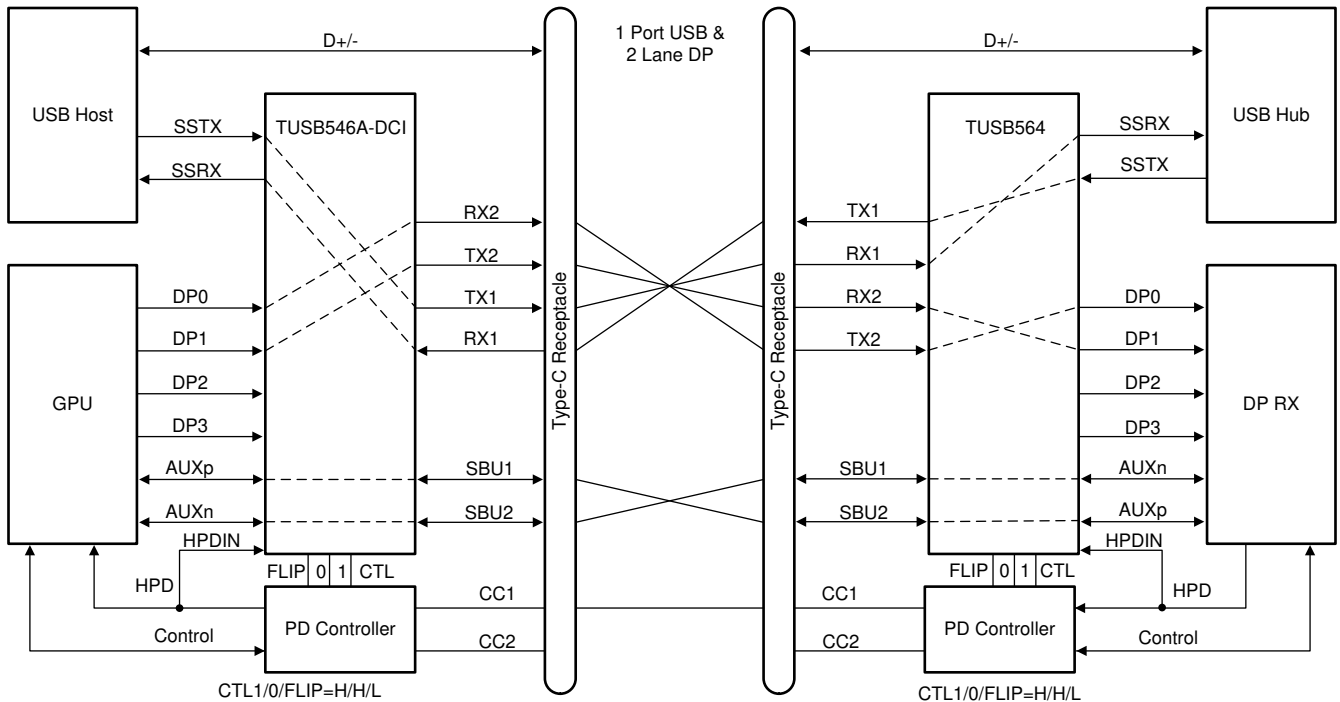 D+/-
1 Port USB &
2 Lane DP
D+/-
USB Host
SSTX
SSRX
TUSB546A-DCI
TUSB564
SSRX
SSTX
USB Hub
RX2
TX2
TX1
RX1
Type-C Receptacle
Type-C Receptacle
TX1
RX1
RX2
TX2
GPU
DP0
DP1
DP2
DP3
AUXp
AUXn
HPDIN
SBU1
SBU2
SBU1
SBU2
DP0
DP1
DP2
DP3
AUXn
AUXp
HPDIN
DP RX
FLIP 0 1 CTL
FLIP 0 1 CTL
HPD
Control
PD Controller
CC1
CC2
CC1
CC2
PD Controller
HPD
Control
CTL1/0/FLIP=H/H/L
CTL1/0/FLIP=H/H/L